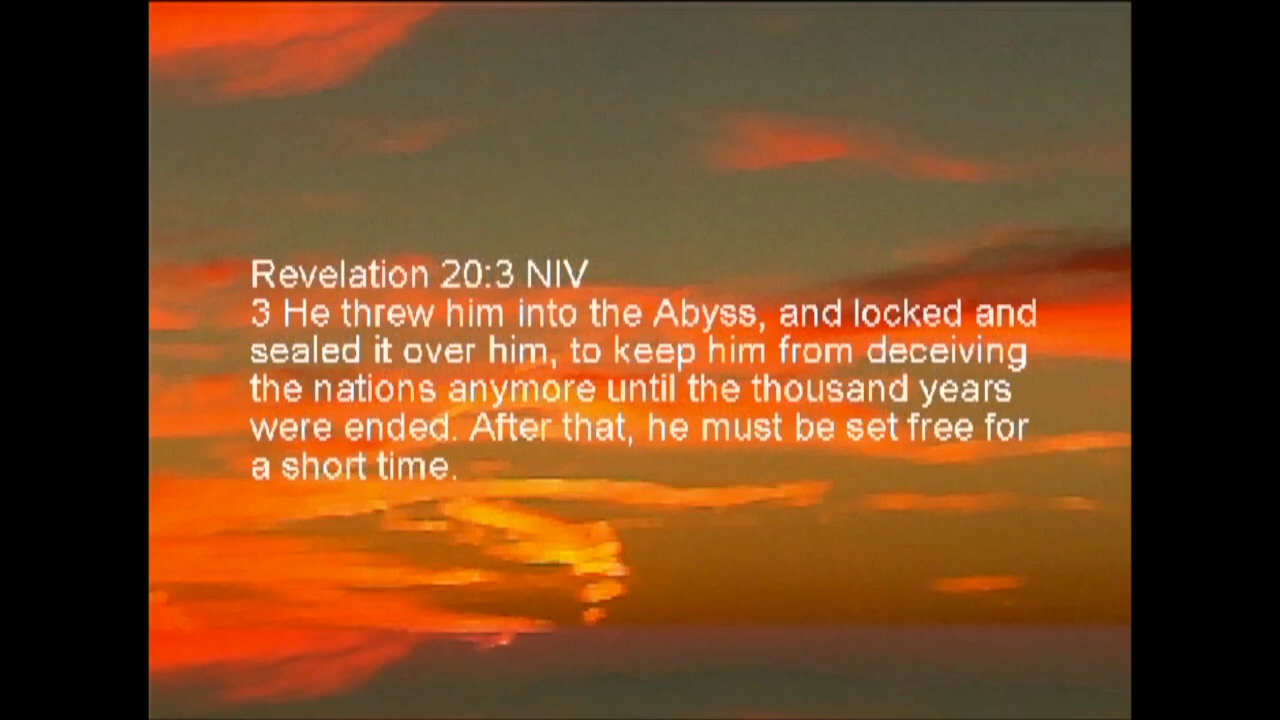 Revelation 20:3 NIV
3 He threw him into the Abyss, and locked and
sealed it over him, to keep him from deceiving
the nations anymore until the thousand years
were ended. After that, he must be set free for
a short time.